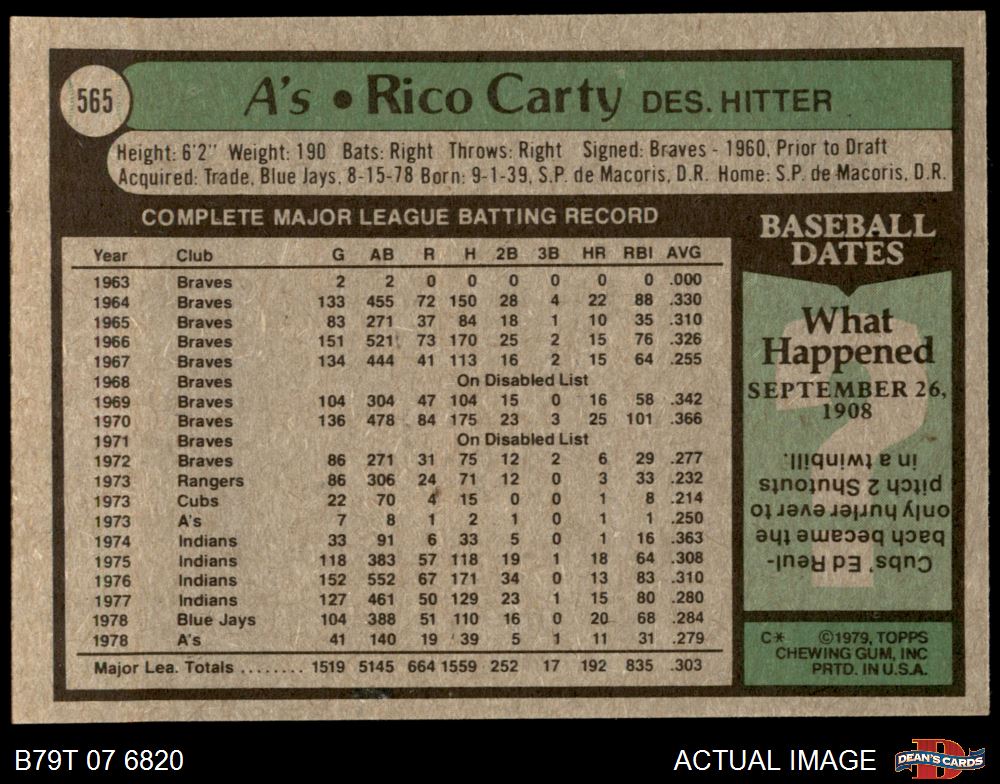 565
A's • Rico Carty DES. HITTER
Height: 6'2" Weight: 190 Bats: Right Throws: Right Signed: Braves - 1960, Prior to Draft
Acquired: Trade, Blue Jays, 8-15-78 Born: 9-1-39, S.P. de Macoris, D.R. Home: S.P. de Macoris, D.R.
COMPLETE MAJOR LEAGUE BATTING RECORD
Year Club G AB R H 2B 3B HR RBI AVG
1963 Braves 2 2 0 0 0 0 0 0 .000
1964 Braves 133 455 72 150 28 4 22 88 .330
1965 Braves 83 271 37 84 18 1 10 35 .310
1966 Braves 151 521 73 170 25 2 15 76 .326
1967 Braves 134 444 41 113 16 2 15 64 .255
1968 Braves On Disabled List
1969 Braves 104 304 47 104 15 0 16 58 .342
1970 Braves 136 478 84 175 23 3 25 101 .366
1971 Braves On Disabled List
1972 Braves 86 271 31 75 12 2 6 29 .277
1973 Rangers 86 306 24 71 12 0 3 33 .232
1973 Cubs 22 70 4 15 0 0 1 8 .214
1973 A's 7 8 1 2 1 0 1 1 .250
1974 Indians 33 91 6 33 5 0 1 16 .363
1975 Indians 118 383 57 118 19 1 18 64 .308
1976 Indians 152 552 67 171 34 0 13 83 .310
1977 Indians 127 461 50 129 23 1 15 80 .280
1978 Blue Jays 104 388 51 110 16 0 20 68 .284
1978 A's 41 140 19 39 5 1 11 31 .279
Major Lea. Totals ........ 1519 5145 664 1559 252 17 192 835 .303
BASEBALL
DATES
What
Happened
SEPTEMBER 26,
1908
Cubs' Ed Reul-
bach became the
only hurler ever to
pitch 2 Shutouts
in a twinbill.
C* ©1979, TOPPS
CHEWING GUM, INC
PRTD. IN U.S.A.
B79T 07 6820
ACTUAL IMAGE
DEAN'S CARDS